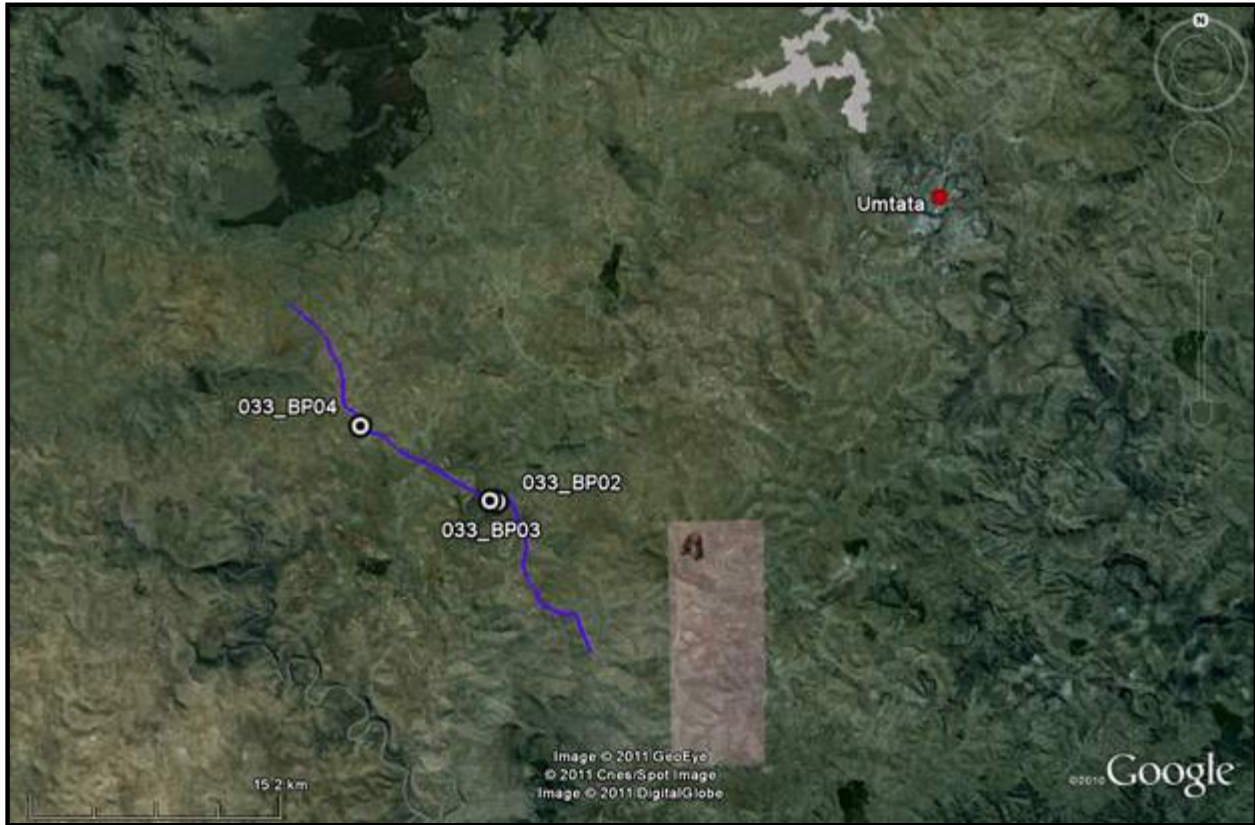 N
Umtata
033_BP04
033_BP02
033_BP03
Image © 2011 GeoEye
© 2011 Cnes/Spot Image
Image © 2011 DigitalGlobe
15.2 km
©2010 Google